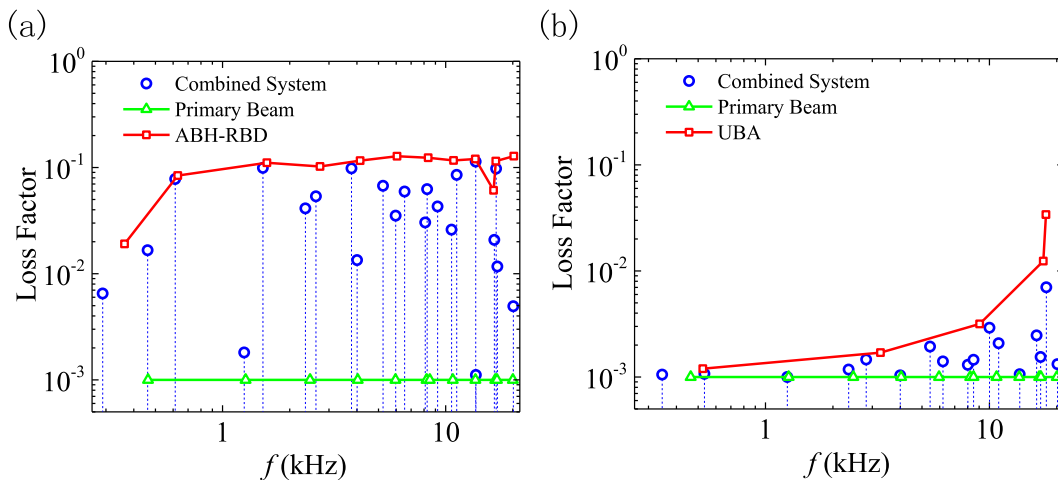 (a)
10^0
10^-1
10^-2
10^-3
Loss Factor
Combined System
Primary Beam
ABH-RBD
1
10
f (kHz)
(b)
10^0
10^-1
10^-2
10^-3
Loss Factor
Combined System
Primary Beam
UBA
1
10
f (kHz)